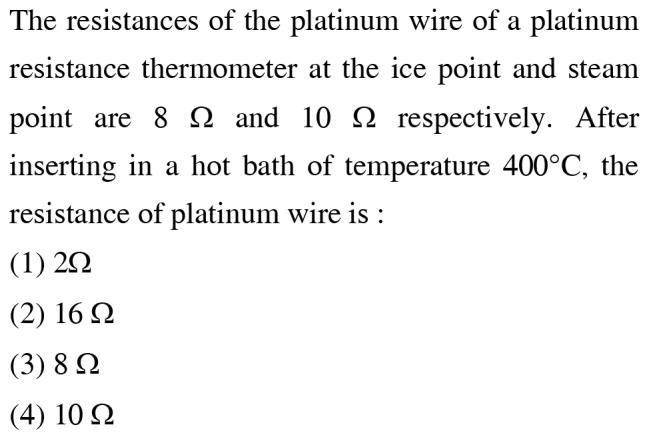 The resistances of the platinum wire of a platinum
resistance thermometer at the ice point and steam
point are 8 Ω and 10 Ω respectively. After
inserting in a hot bath of temperature 400°C, the
resistance of platinum wire is :
(1) 2Ω
(2) 16 Ω
(3) 8 Ω
(4) 10 Ω